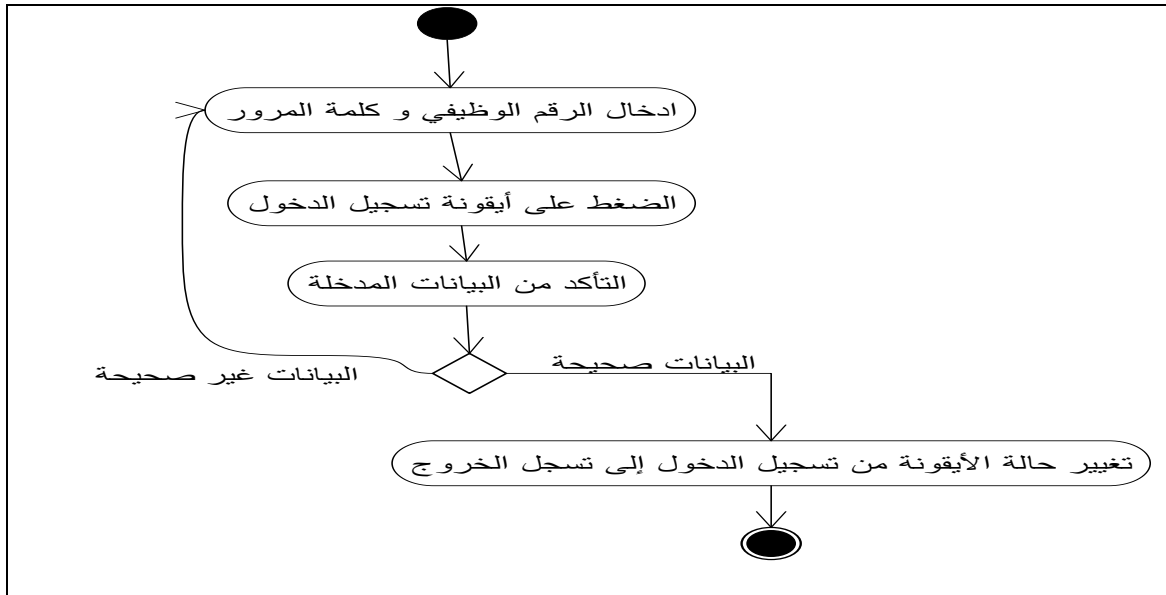 ادخال الرقم الوظيفي و كلمة المرور
الضغط على أيقونة تسجيل الدخول
التأكد من البيانات المدخلة
البيانات صحيحة
البيانات غير صحيحة
تغيير حالة الأيقونة من تسجيل الدخول إلى تسجل الخروج